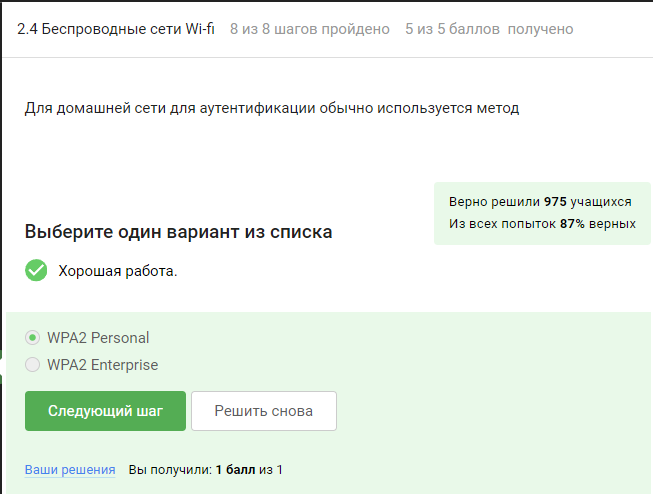 2.4 Беспроводные сети Wi-fi 8 из 8 шагов пройдено 5 из 5 баллов получено
Для домашней сети для аутентификации обычно используется метод
Верно решили 975 учащихся
Из всех попыток 87% верных
Выберите один вариант из списка
Хорошая работа.
WPA2 Personal
WPA2 Enterprise
Следующий шаг Решить снова
Ваши решения Вы получили: 1 балл из 1